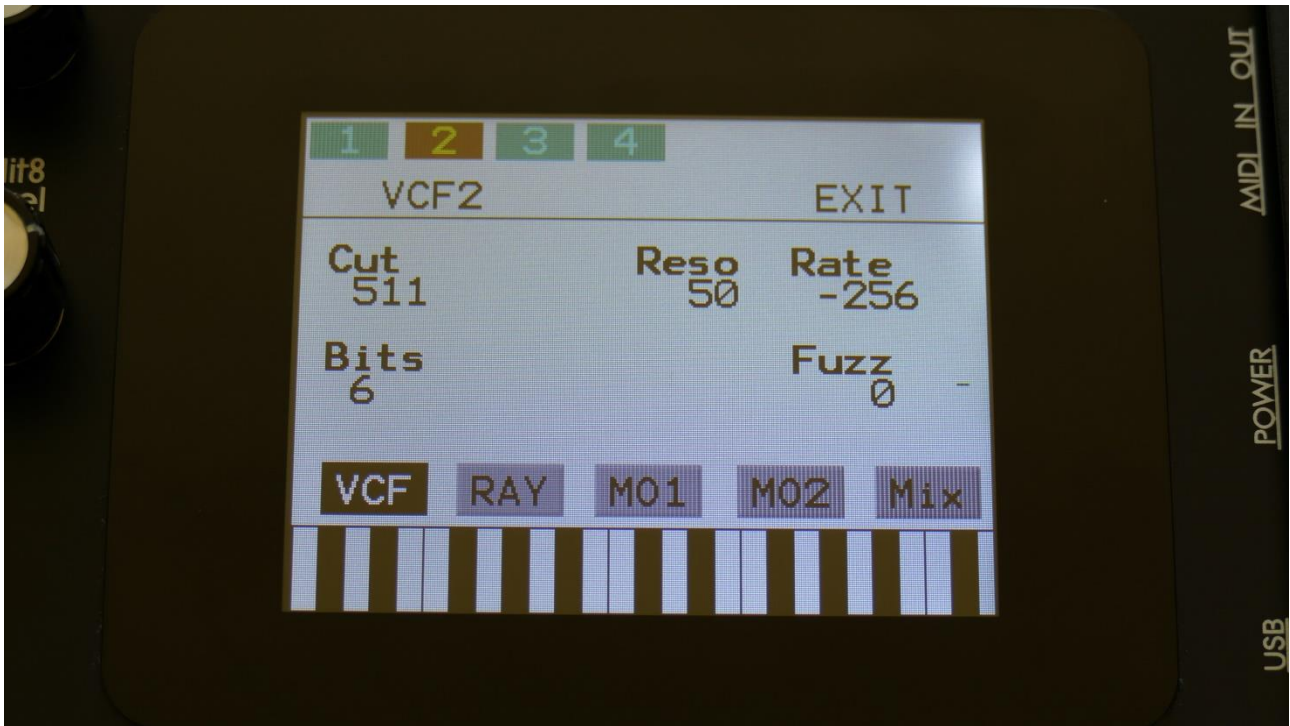 1 2 3 4
VCF2 EXIT
Cut Reso Rate
511 50 -256
Bits Fuzz
6 0
VCF RAY MO1 MO2 Mix
MIDI IN OUT
POWER
USB